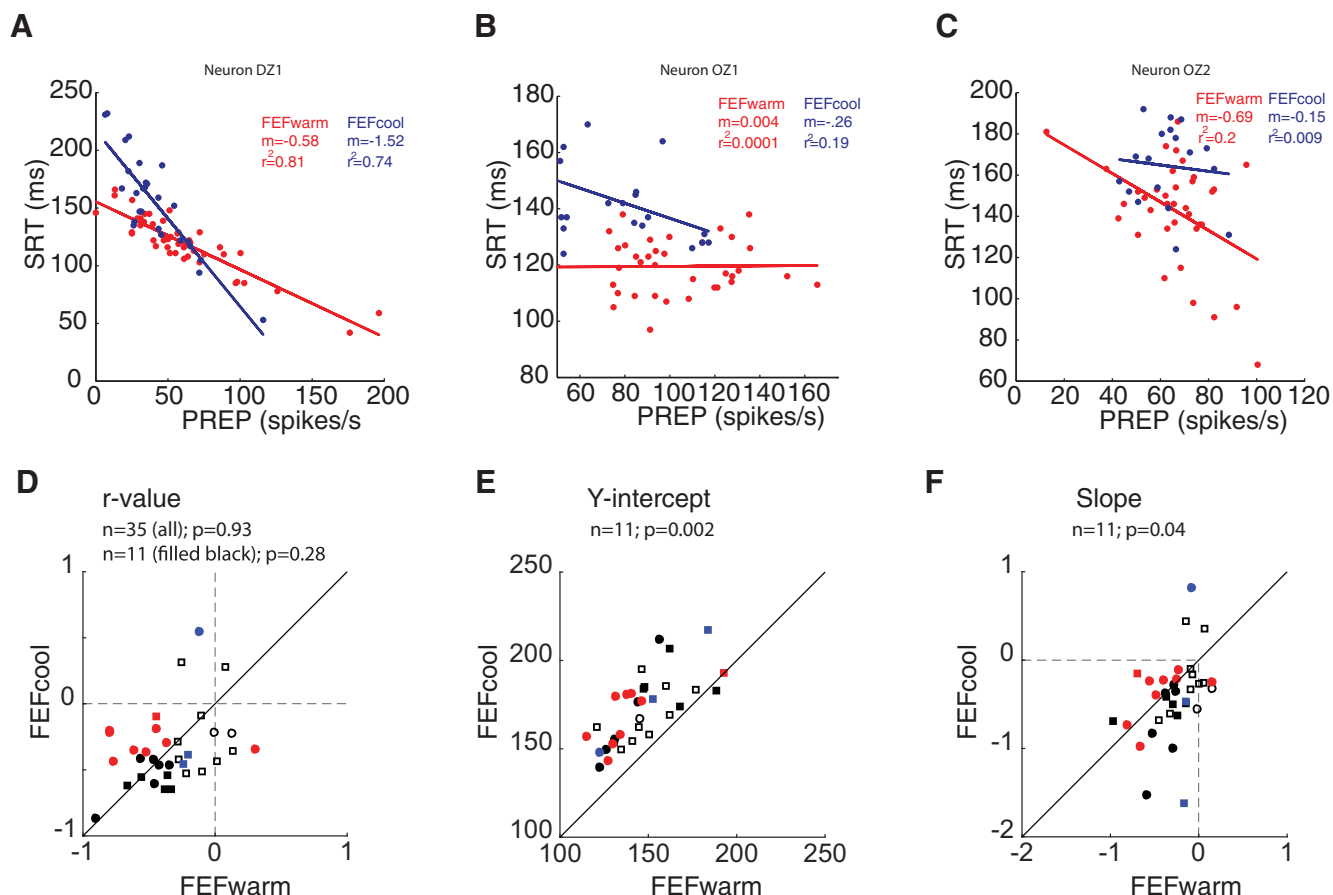 A
Neuron DZ1
250
200
150
100
50
0
SRT (ms)
FEFwarm FEFcool
m=-0.58 m=-1.52
r2=0.81 r2=0.74
0 50 100 150 200
PREP (spikes/s
B
Neuron OZ1
180
160
140
120
100
80
SRT (ms)
FEFwarm FEFcool
m=0.004 m=-.26
r2=0.0001 r2=0.19
60 80 100 120 140 160
PREP (spikes/s)
C
Neuron OZ2
200
180
160
140
120
100
80
60
SRT (ms)
FEFwarm FEFcool
m=-0.69 m=-0.15
r2=0.2 r2=0.009
0 20 40 60 80 100 120
PREP (spikes/s)
D
r-value
n=35 (all); p=0.93
n=11 (filled black); p=0.28
1
0
-1
FEFcool
-1 0 1
FEFwarm
E
Y-intercept
n=11; p=0.002
250
200
150
100
FEFcool
100 150 200 250
FEFwarm
F
Slope
n=11; p=0.04
1
0
-1
-2
FEFcool
-2 -1 0 1
FEFwarm